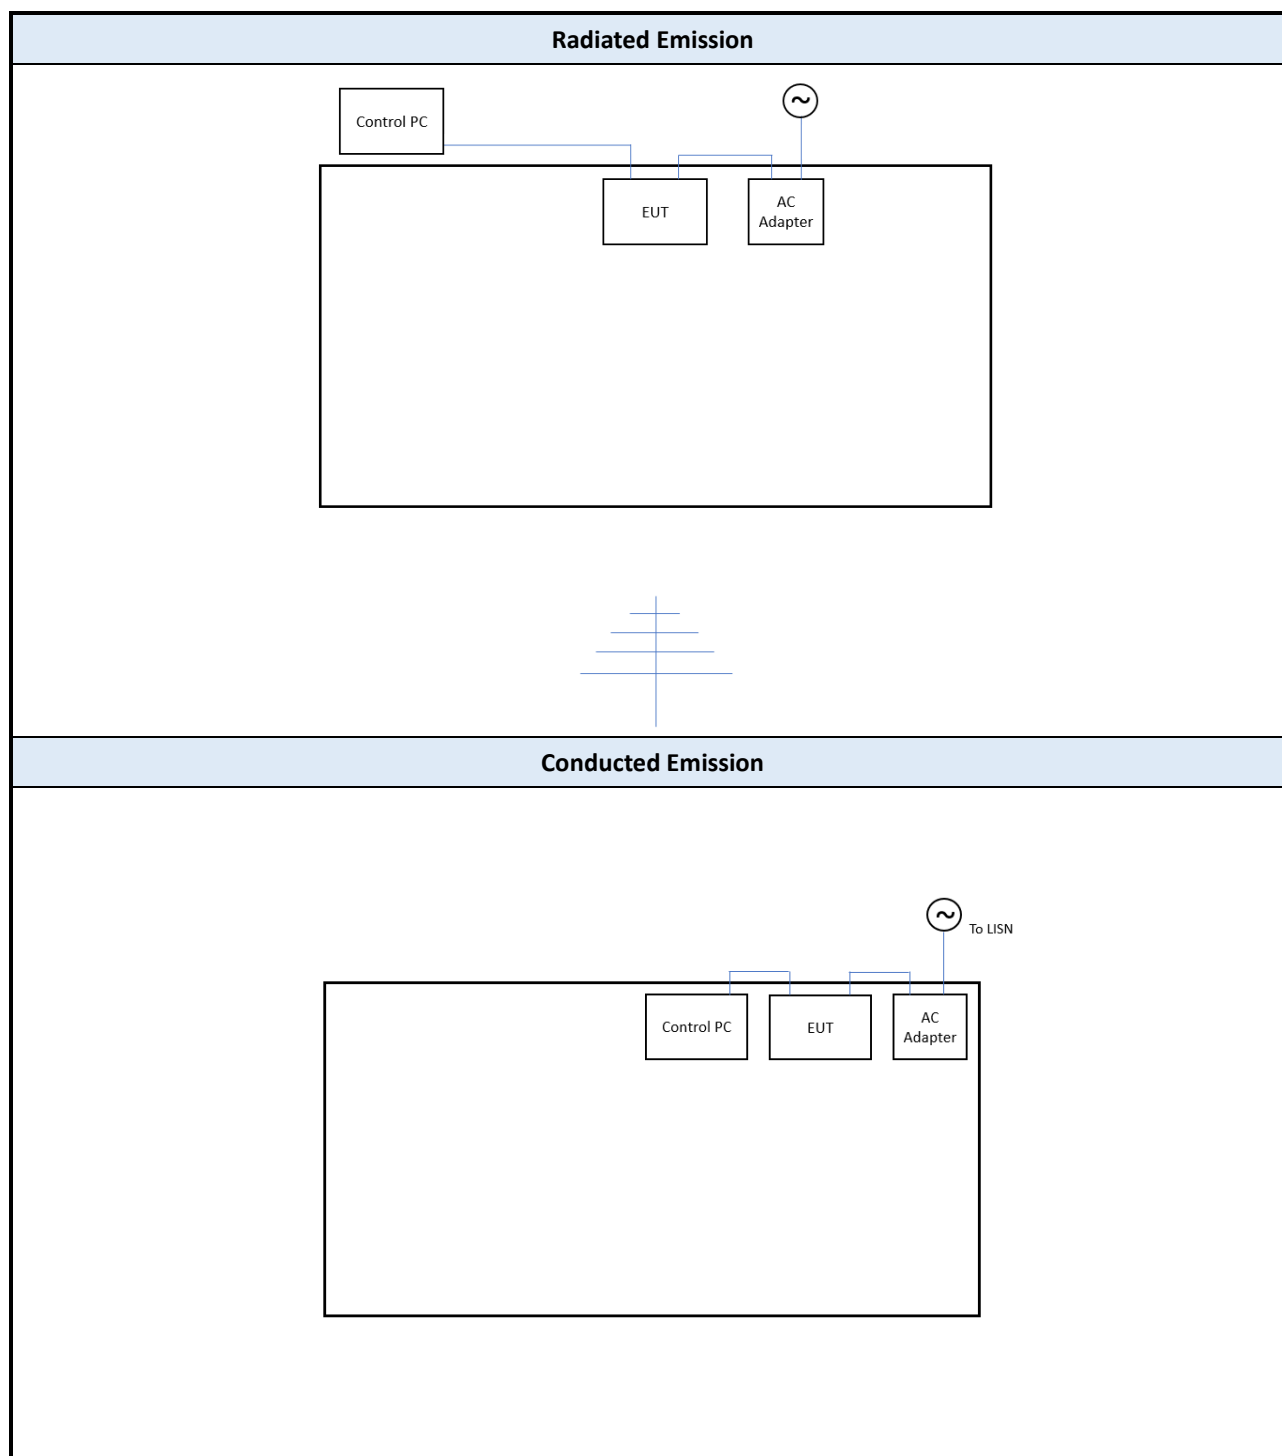 Radiated Emission
Control PC
EUT
AC
Adapter
Conducted Emission
To LISN
Control PC
EUT
AC
Adapter